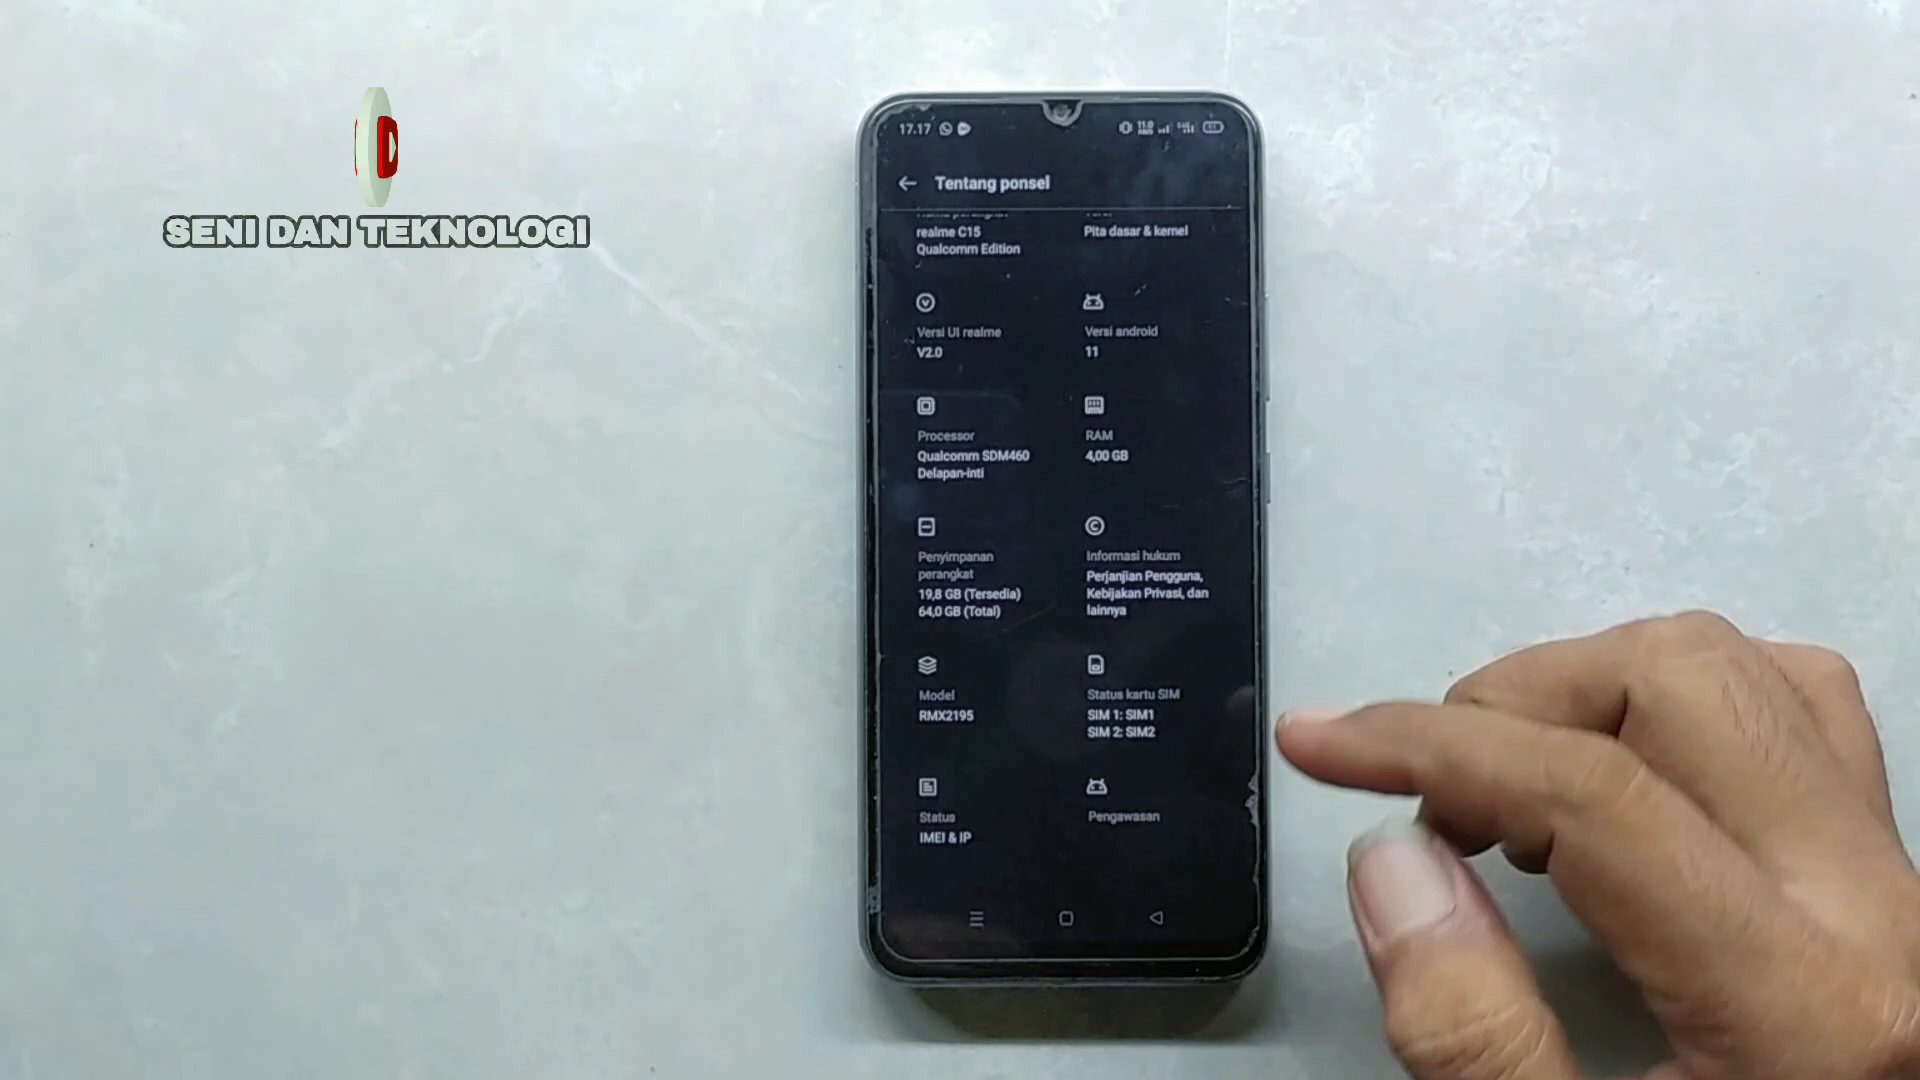 SENI DAN TEKNOLOGI
17.17
Tentang ponsel
realme C15
Qualcomm Edition
Pita dasar & kernel
Versi UI realme
V2.0
Versi android
11
Processor
Qualcomm SDM460
Delapan-inti
RAM
4,00 GB
Penyimpanan
perangkat
19,8 GB (Tersedia)
64,0 GB (Total)
Informasi hukum
Perjanjian Pengguna,
Kebijakan Privasi, dan
lainnya
Model
RMX2195
Status kartu SIM
SIM 1: SIM1
SIM 2: SIM2
Status
IMEI & IP
Pengawasan